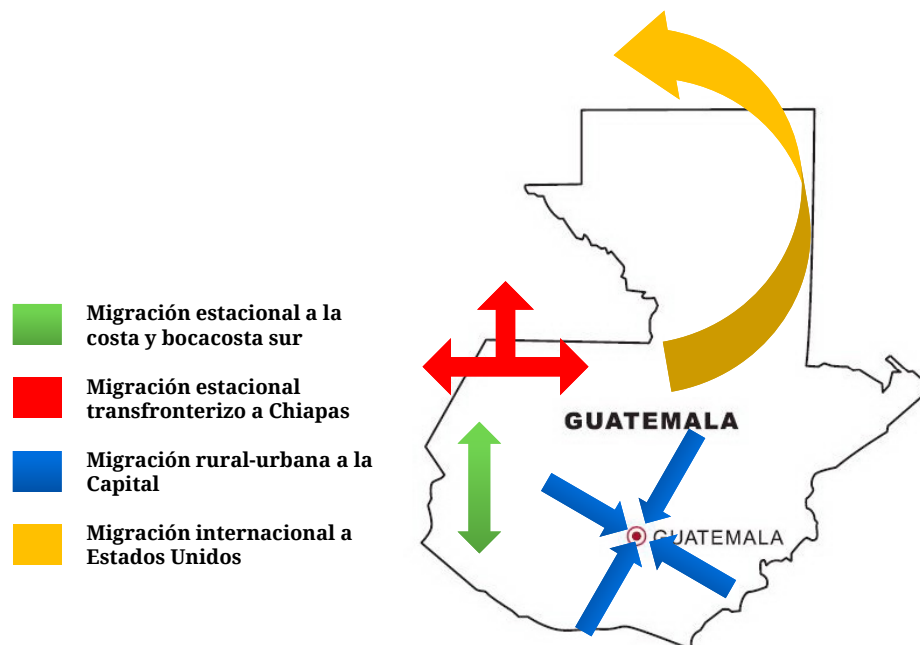 Migración estacional a la
costa y bocacosta sur
Migración estacional
transfronterizo a Chiapas
Migración rural-urbana a la
Capital
Migración internacional a
Estados Unidos
GUATEMALA
GUATEMALA